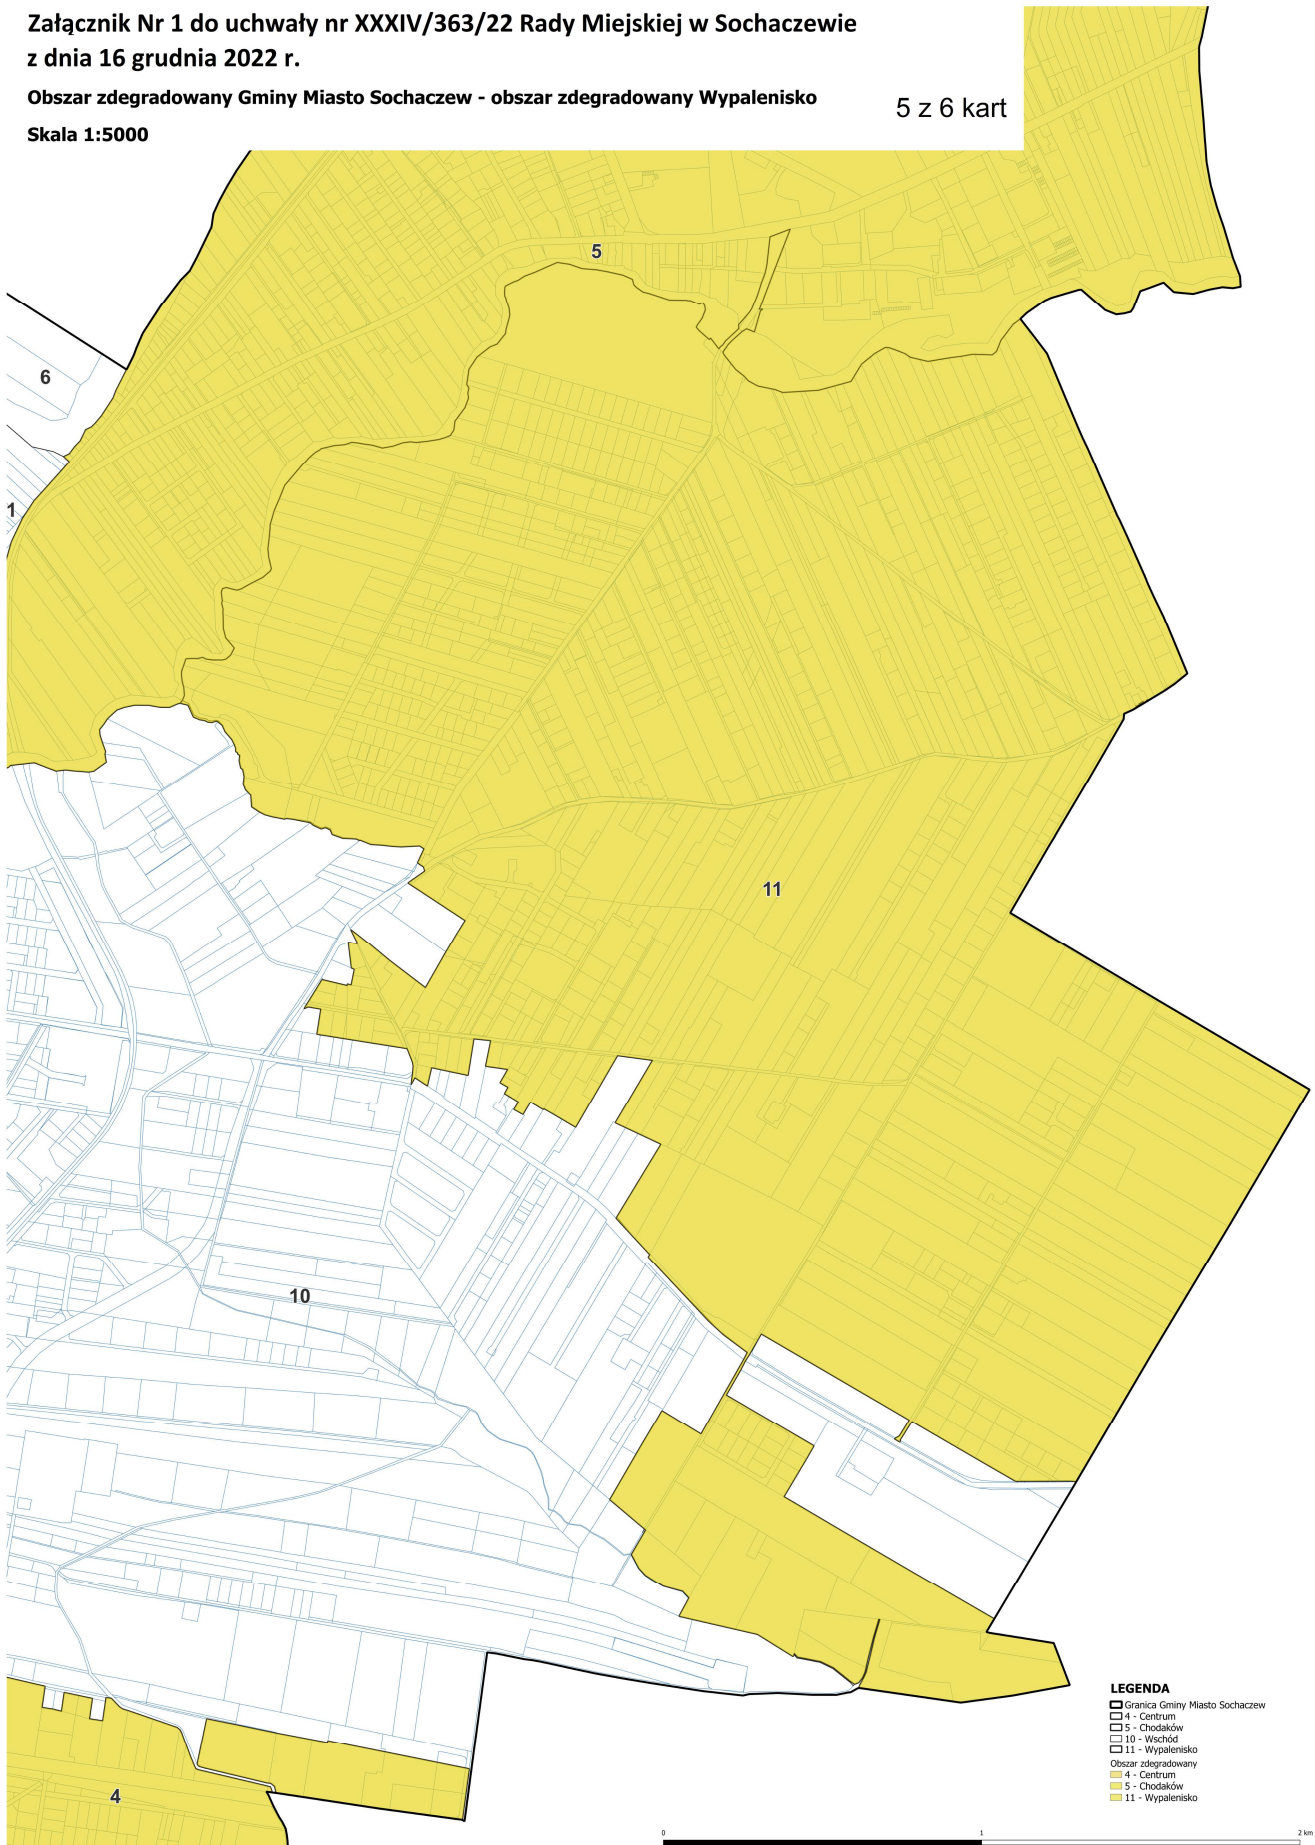 Załącznik Nr 1 do uchwały nr XXXIV/363/22 Rady Miejskiej w Sochaczewie
z dnia 16 grudnia 2022 r.
Obszar zdegradowany Gminy Miasto Sochaczew - obszar zdegradowany Wypalenisko
5 z 6 kart
Skala 1:5000
5
6
1
11
10
4
LEGENDA
Granica Gminy Miasto Sochaczew
4 - Centrum
5 - Chodaków
10 - Wschód
11 - Wypalenisko
Obszar zdegradowany
4 - Centrum
5 - Chodaków
11 - Wypalenisko
0 1 2 km